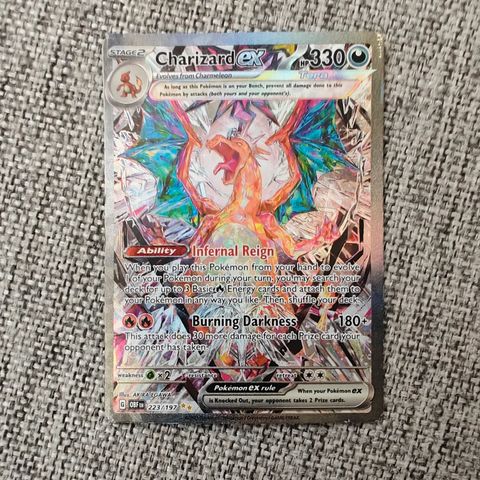 STAGE 2 Charizard ex HP 330
Evolves from Charmeleon Tera
As long as this Pokémon is on your Bench, prevent all damage done to this
Pokémon by attacks (both yours and your opponent's).
Ability Infernal Reign
When you play this Pokémon from your hand to evolve
1 of your Pokémon during your turn, you may search your
deck for up to 3 Basic Energy cards and attach them to
your Pokémon in any way you like. Then, shuffle your deck.
Burning Darkness 180+
This attack does 30 more damage for each Prize card your
opponent has taken.
weakness ×2 resistance retreat
Pokémon ex rule When your Pokémon ex
is Knocked Out, your opponent takes 2 Prize cards.
Illus. AKIRA EGAWA
G OBF EN 223/197